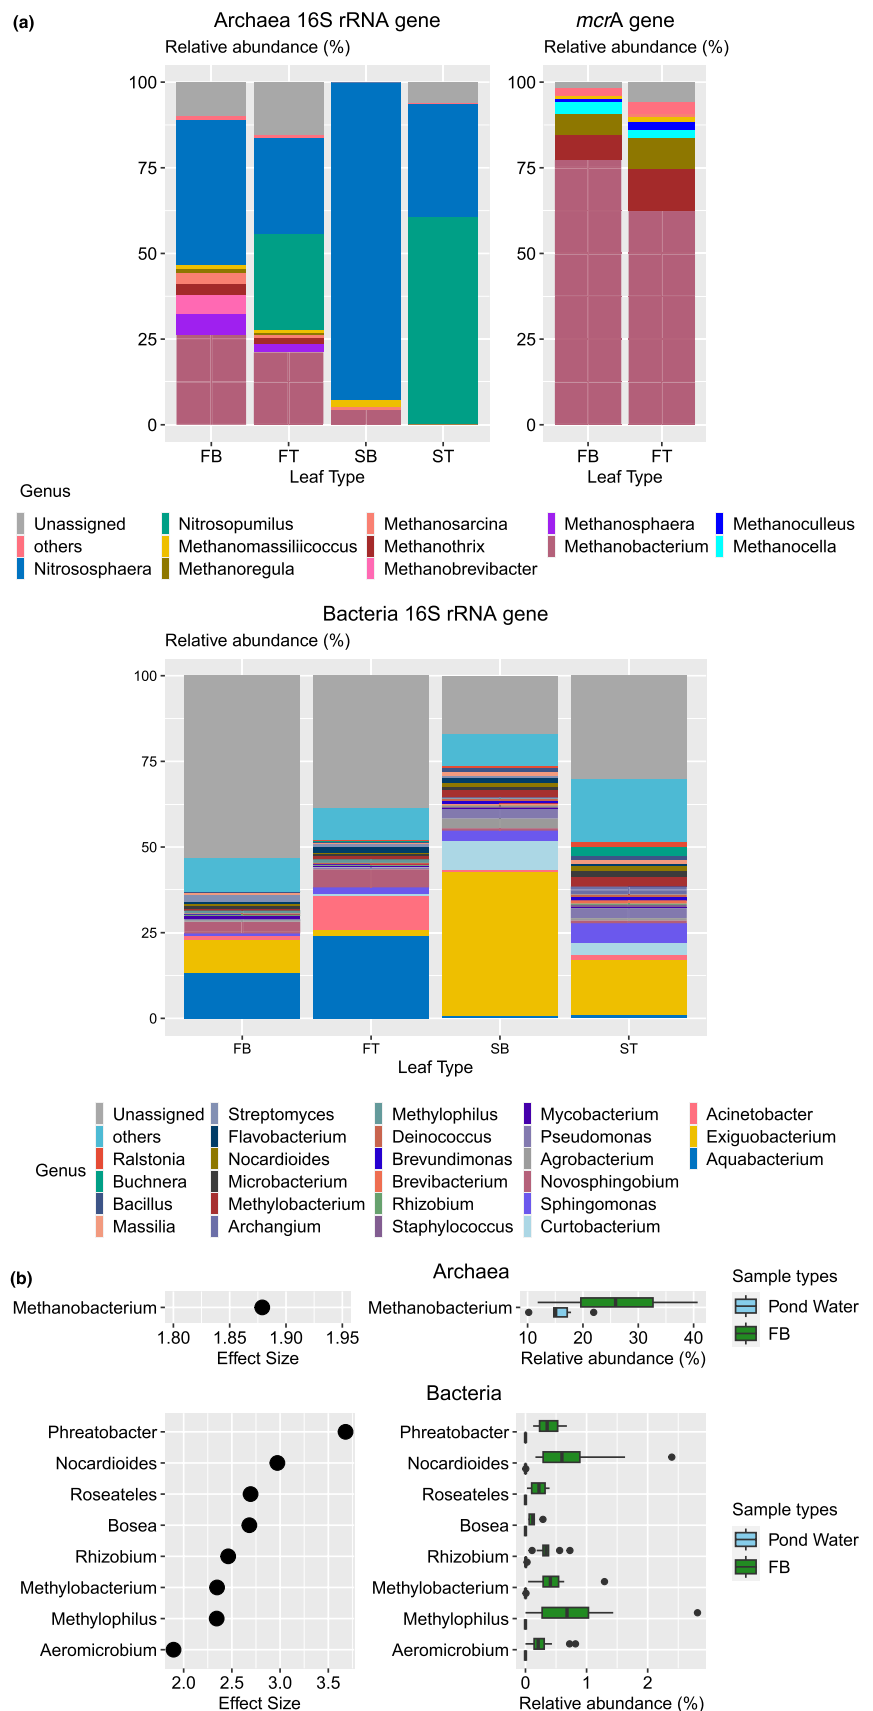 (a)
Archaea 16S rRNA gene
mcrA gene
Relative abundance (%)
Relative abundance (%)
100
75
50
25
0
100
75
50
25
0
FB FT SB ST
FB FT
Leaf Type
Leaf Type
Genus
Unassigned Nitrosopumilus Methanosarcina Methanosphaera Methanoculleus
others Methanomassiliicoccus Methanothrix Methanobacterium Methanocella
Nitrososphaera Methanoregula Methanobrevibacter
Bacteria 16S rRNA gene
Relative abundance (%)
100
75
50
25
0
FB FT SB ST
Leaf Type
Genus
Unassigned Streptomyces Methylophilus Mycobacterium Acinetobacter
others Flavobacterium Deinococcus Pseudomonas Exiguobacterium
Ralstonia Nocardioides Brevundimonas Agrobacterium Aquabacterium
Buchnera Microbacterium Brevibacterium Novosphingobium
Bacillus Methylobacterium Rhizobium Sphingomonas
Massilia Archangium Staphylococcus Curtobacterium
(b)
Archaea
Methanobacterium
1.80 1.85 1.90 1.95
Effect Size
Methanobacterium
10 20 30 40
Relative abundance (%)
Sample types
Pond Water
FB
Bacteria
Phreatobacter
Nocardioides
Roseateles
Bosea
Rhizobium
Methylobacterium
Methylophilus
Aeromicrobium
2.0 2.5 3.0 3.5
Effect Size
Phreatobacter
Nocardioides
Roseateles
Bosea
Rhizobium
Methylobacterium
Methylophilus
Aeromicrobium
0 1 2
Relative abundance (%)
Sample types
Pond Water
FB